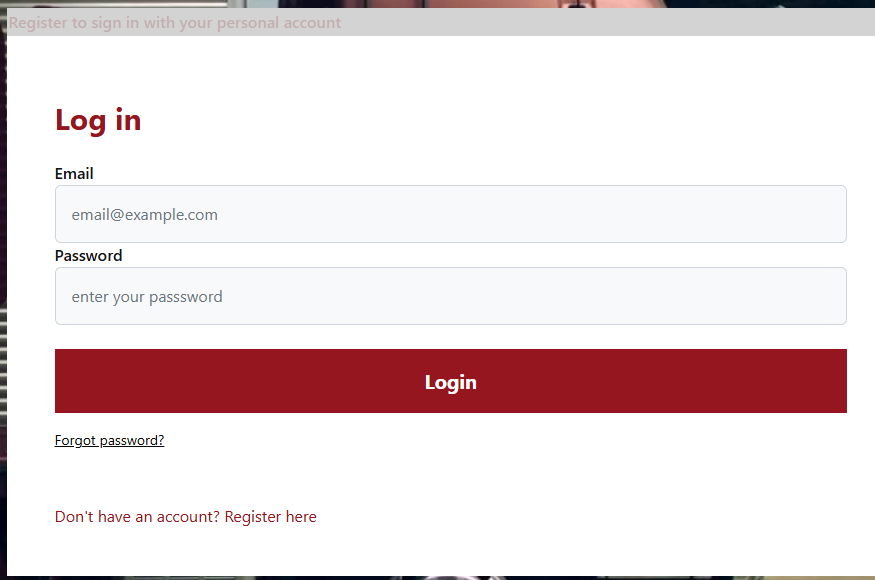 Register to sign in with your personal account
Log in
Email
email@example.com
Password
enter your passsword
Login
Forgot password?
Don't have an account? Register here